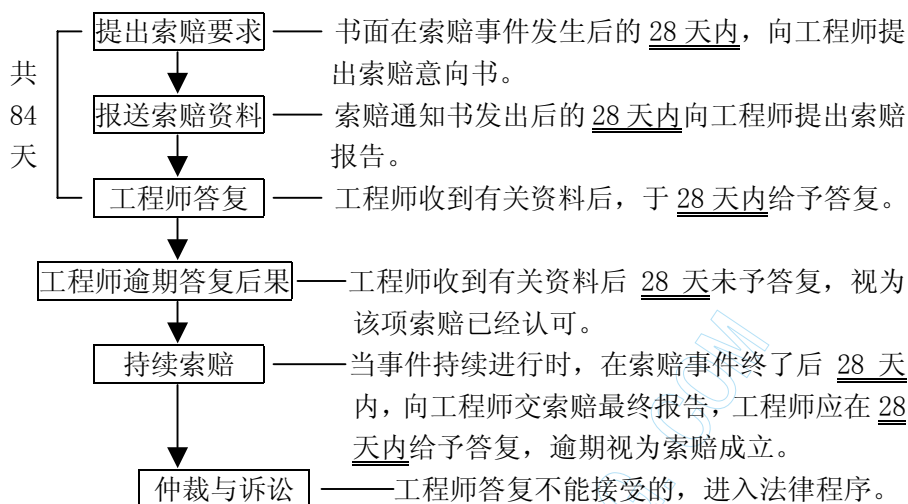 提出索赔要求 书面在索赔事件发生后的 28 天内，向工程师提
出索赔意向书。
共
84
天
报送索赔资料 索赔通知书发出后的 28 天内向工程师提出索赔
报告。
工程师答复 工程师收到有关资料后，于 28 天内给予答复。
工程师逾期答复后果 工程师收到有关资料后 28 天未予答复，视为
该项索赔已经认可。
持续索赔 当事件持续进行时，在索赔事件终了后 28 天
内，向工程师交索赔最终报告，工程师应在 28
天内给予答复，逾期视为索赔成立。
仲裁与诉讼 工程师答复不能接受的，进入法律程序。